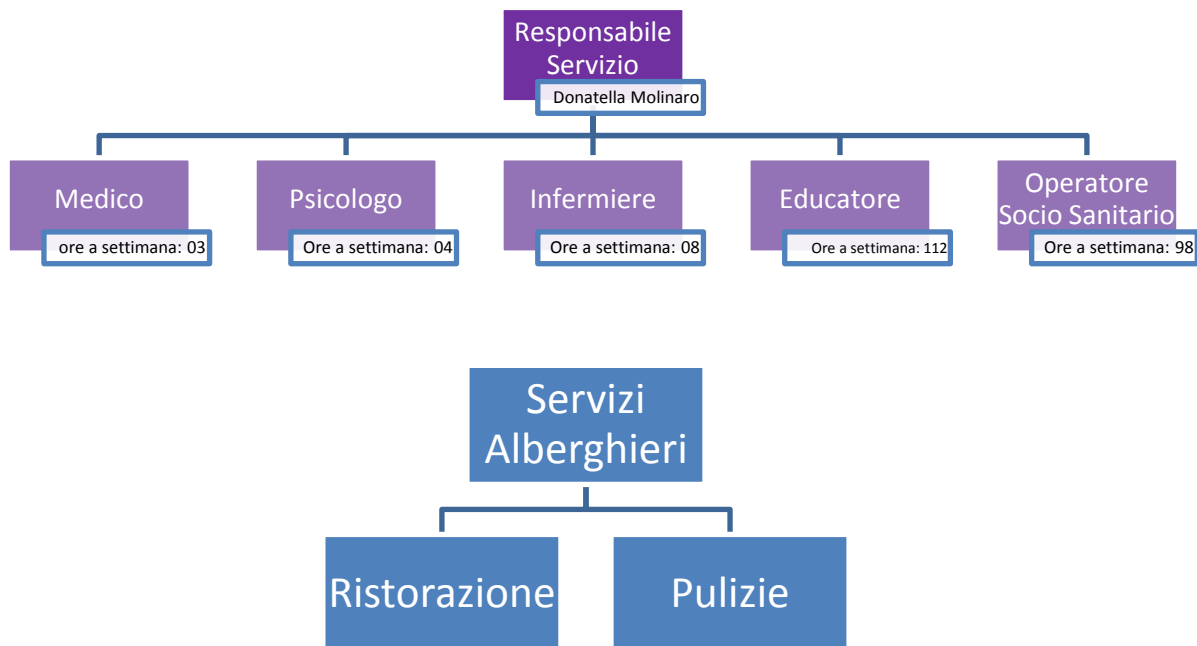 Responsabile
Servizio
Donatella Molinaro
Medico
ore a settimana: 03
Psicologo
Ore a settimana: 04
Infermiere
Ore a settimana: 08
Educatore
Ore a settimana: 112
Operatore
Socio Sanitario
Ore a settimana: 98
Servizi
Alberghieri
Ristorazione
Pulizie